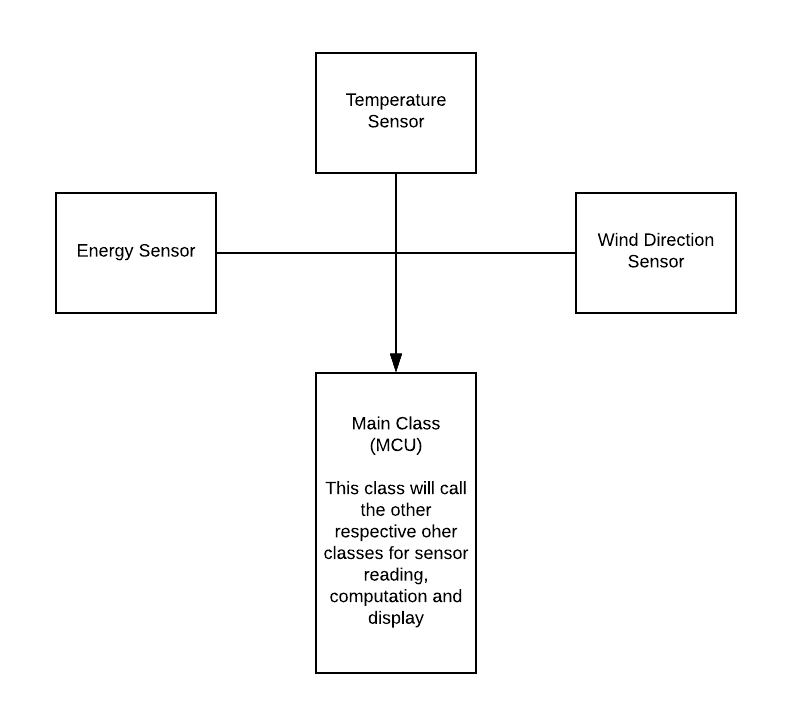 Temperature
Sensor
Energy Sensor
Wind Direction
Sensor
Main Class
(MCU)
This class will call
the other
respective oher
classes for sensor
reading,
computation and
display